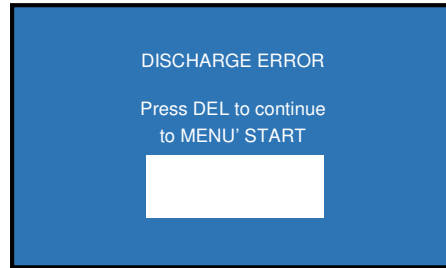 DISCHARGE ERROR
Press DEL to continue
to MENU' START